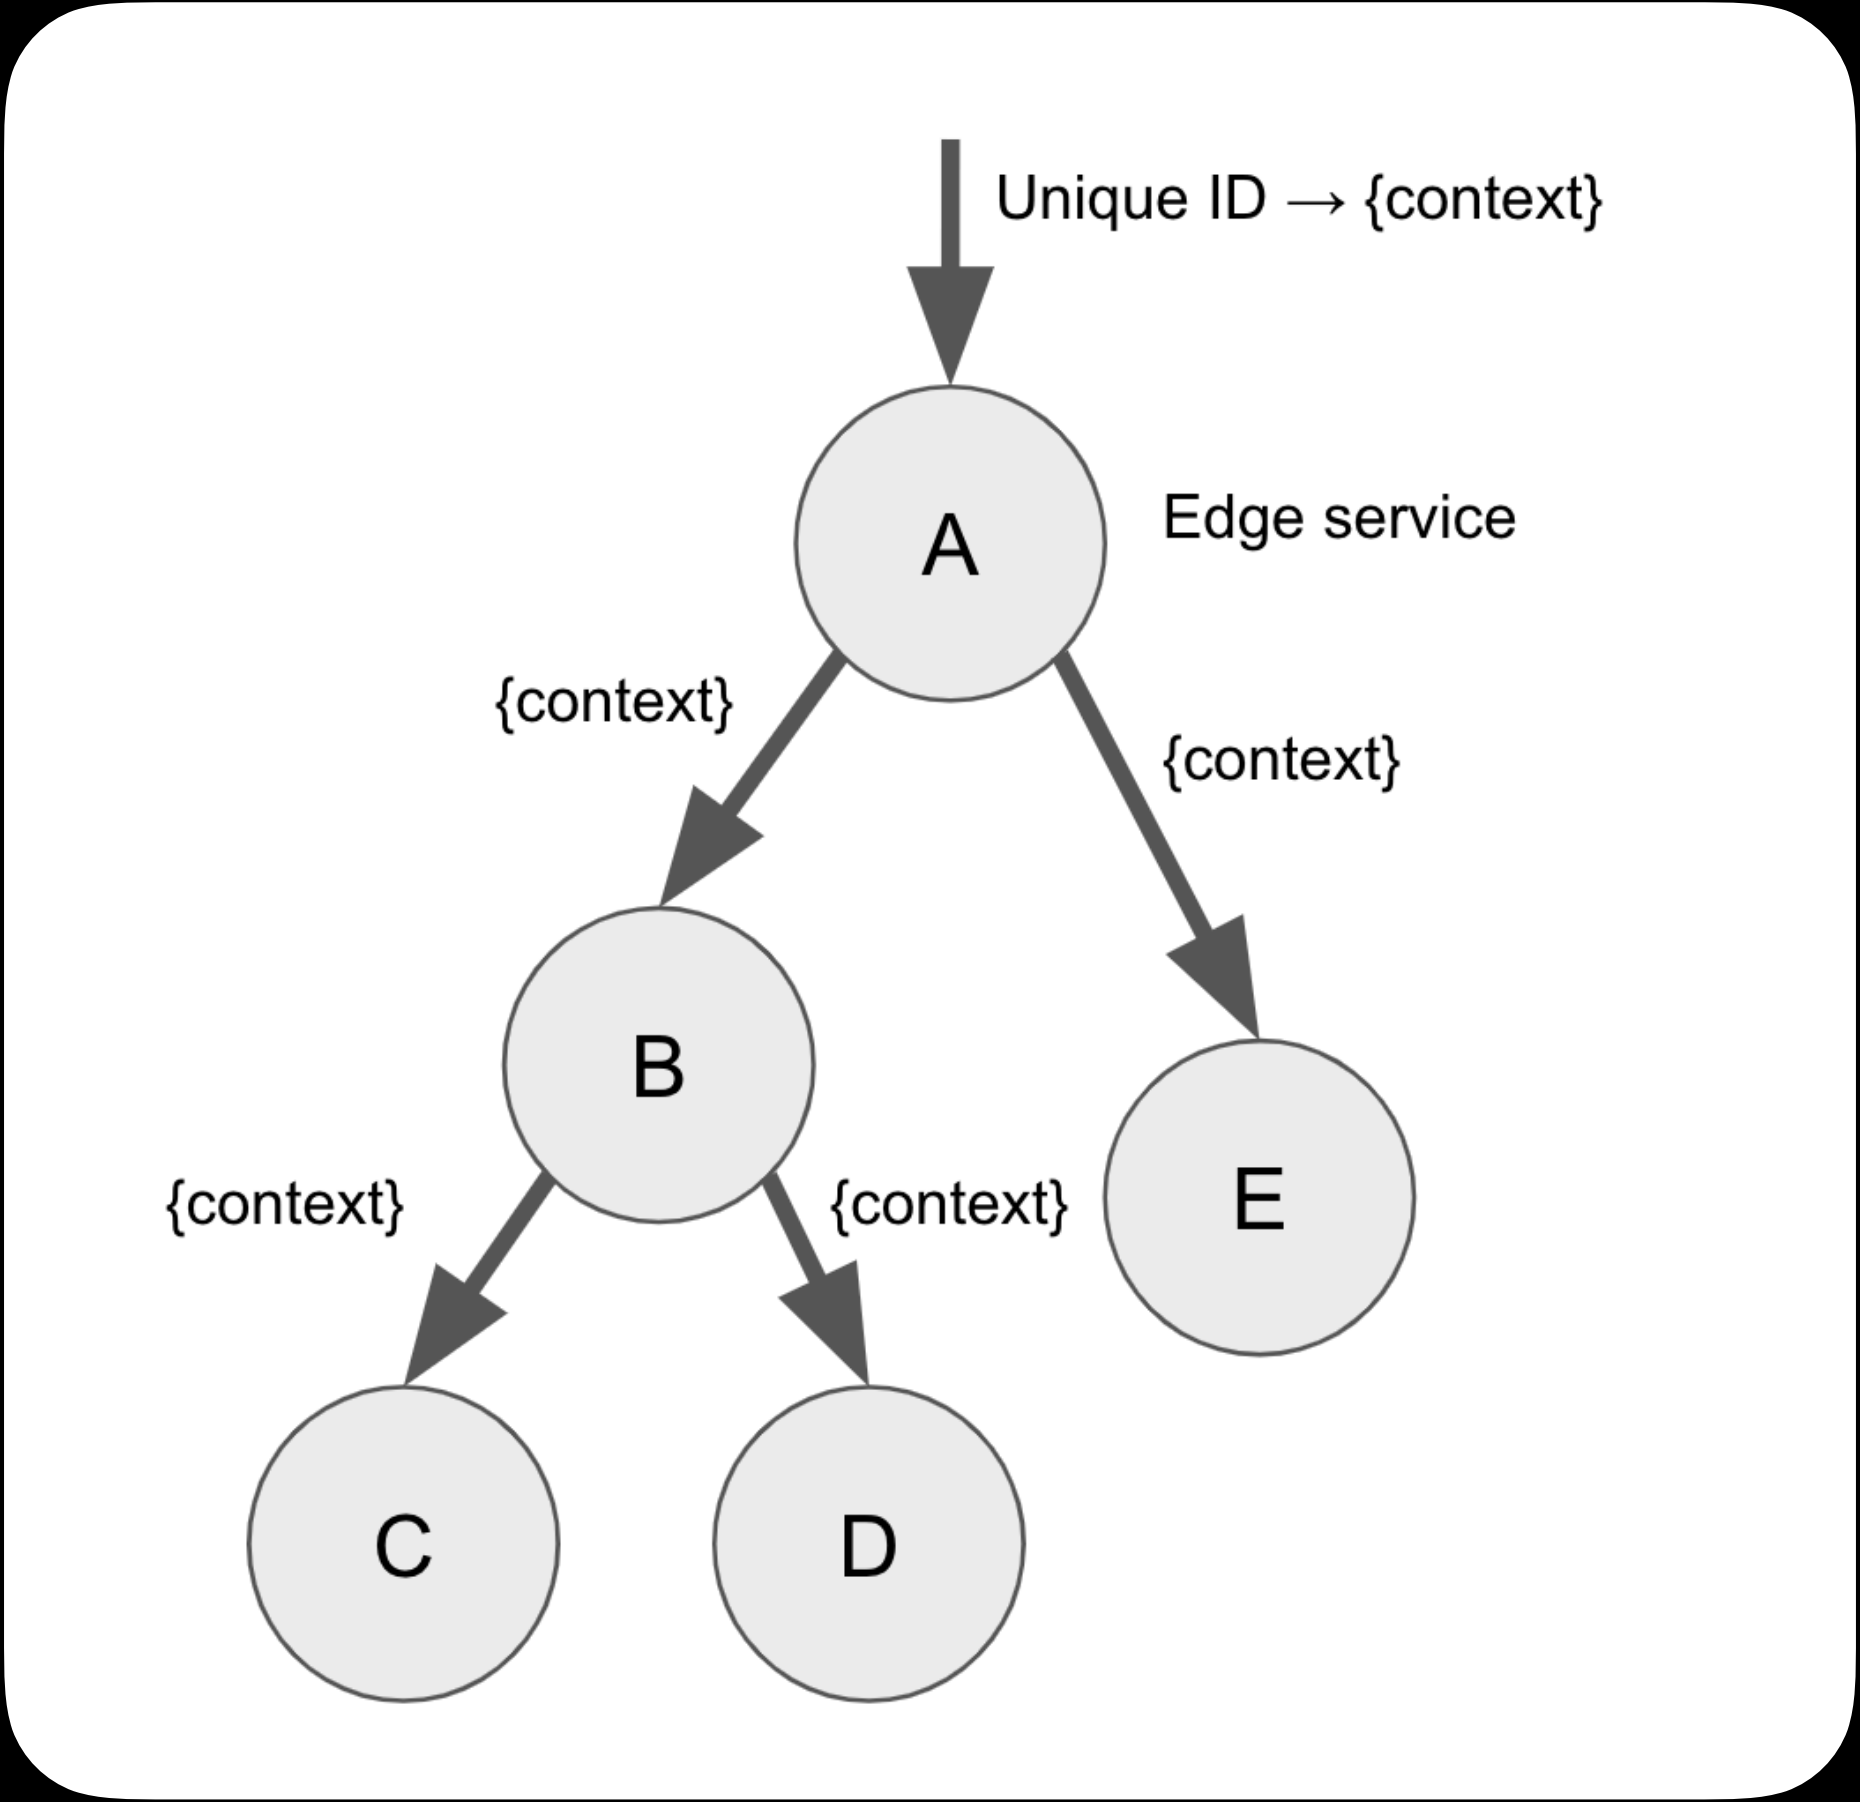 Unique ID → {context}
A
Edge service
{context}
{context}
B
E
{context}
{context}
C
D